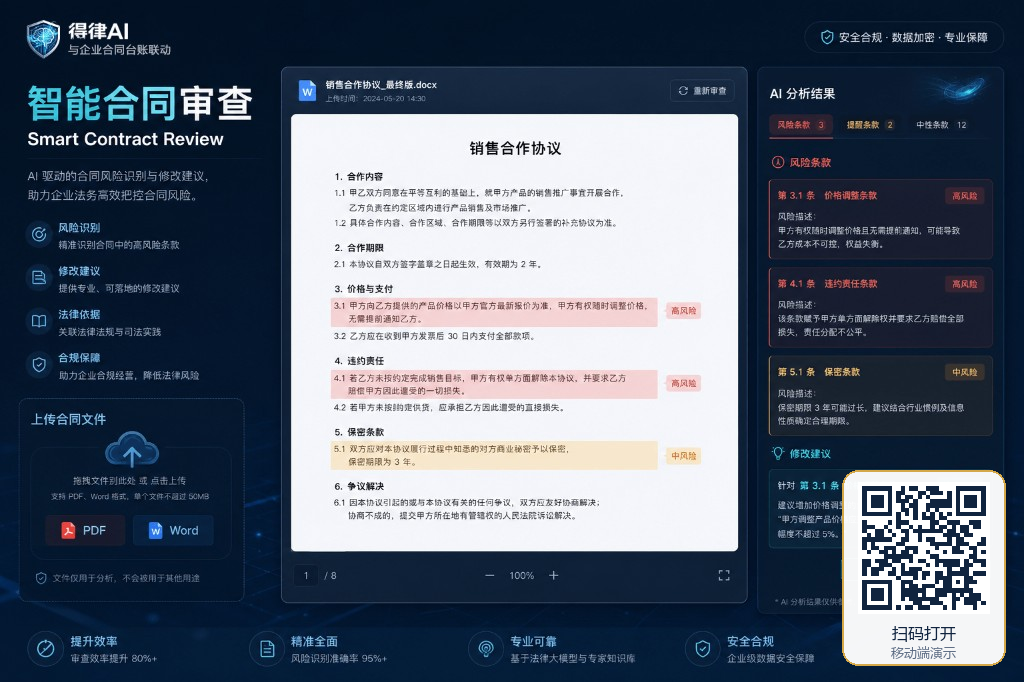 得律AI
与企业合同台账联动
安全合规 · 数据加密 · 专业保障
智能合同审查
Smart Contract Review
AI 驱动的合同风险识别与修改建议，
助力企业法务高效把控合同风险。
风险识别
精准识别合同中的高风险条款
修改建议
提供专业、可落地的修改建议
法律依据
关联法律法规与司法实践
合规保障
助力企业合规经营，降低法律风险
上传合同文件
拖拽文件到此处 或 点击上传
支持 PDF、Word 格式，单个文件不超过 50MB
PDF
Word
文件仅用于分析，不会被用于其他用途
W
销售合作协议_最终版.docx
上传时间：2024-05-20 14:30
重新审查
销售合作协议
1. 合作内容
1.1 甲乙双方同意在平等互利的基础上，就甲方产品的销售推广事宜开展合作。
乙方负责在约定区域内进行产品销售及市场推广。
1.2 具体合作内容、合作区域、合作期限等以双方另行签署的补充协议为准。
2. 合作期限
2.1 本协议自双方签字盖章之日起生效，有效期为 2 年。
3. 价格与支付
3.1 甲方向乙方提供的产品价格以甲方官方最新报价为准，甲方有权随时调整价格，
无需提前通知乙方。
高风险
3.2 乙方应在收到甲方发票后 30 日内支付全部款项。
4. 违约责任
4.1 若乙方未按约定完成销售目标，甲方有权单方面解除本协议，并要求乙方
赔偿甲方因此遭受的一切损失。
高风险
4.2 若甲方未按约定供货，应承担乙方因此遭受的直接损失。
5. 保密条款
5.1 双方应对本协议履行过程中知悉的对方商业秘密予以保密，
保密期限为 3 年。
中风险
6. 争议解决
6.1 因本协议引起的或与本协议有关的任何争议，双方应友好协商解决；
协商不成的，提交甲方所在地有管辖权的人民法院诉讼解决。
1 / 8
100%
AI 分析结果
风险条款 3 提醒条款 2 中性条款 12
风险条款
第 3.1 条 价格调整条款 高风险
风险描述：
甲方有权随时调整价格且无需提前通知，可能导致
乙方成本不可控，权益失衡。
第 4.1 条 违约责任条款 高风险
风险描述：
该条款赋予甲方单方面解除权并要求乙方赔偿全部
损失，责任分配不公平。
第 5.1 条 保密条款 中风险
风险描述：
保密期限 3 年可能过长，建议结合行业惯例及信息
性质确定合理期限。
修改建议
针对 第 3.1 条
建议增加价格调
“甲方调整产品价
幅度不超过 5%。
* AI 分析结果仅供
扫码打开
移动端演示
提升效率
审查效率提升 80%+
精准全面
风险识别准确率 95%+
专业可靠
基于法律大模型与专家知识库
安全合规
企业级数据安全保障